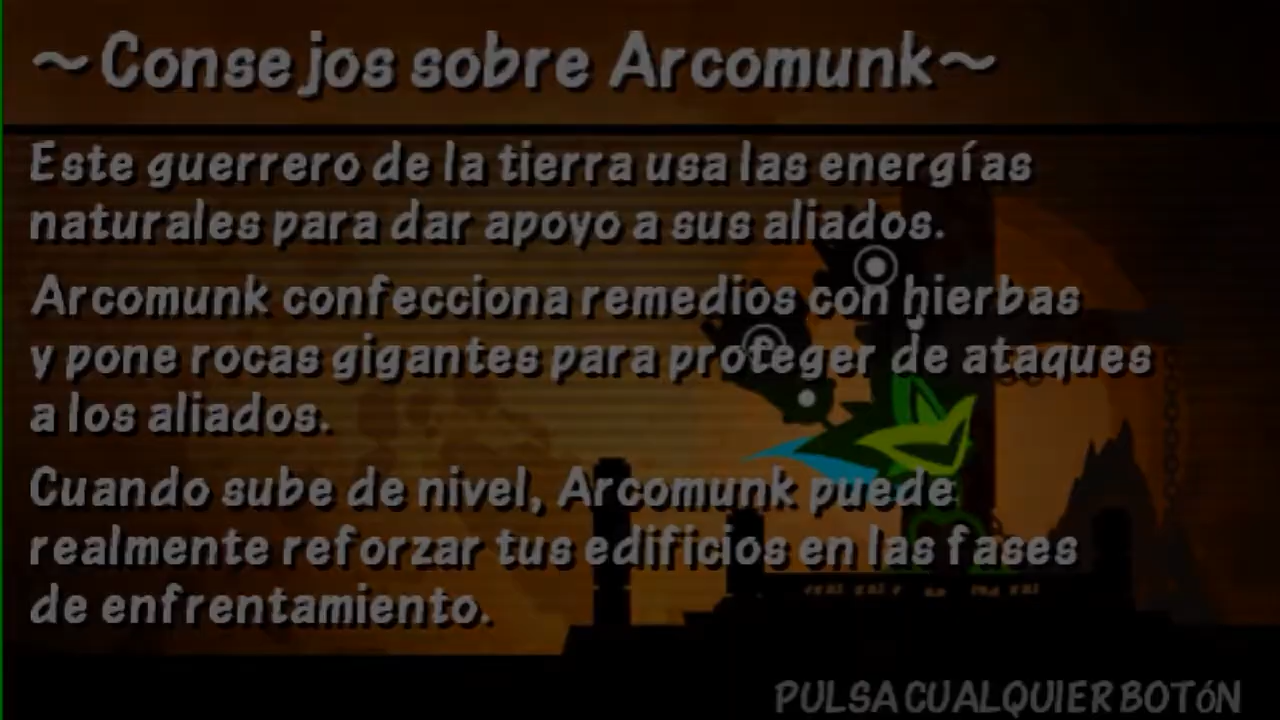 ~Consejos sobre Arcomunk~
Este guerrero de la tierra usa las energías
naturales para dar apoyo a sus aliados.
Arcomunk confecciona remedios con hierbas
y pone rocas gigantes para proteger de ataques
a los aliados.
Cuando sube de nivel, Arcomunk puede
realmente reforzar tus edificios en las fases
de enfrentamiento.
PULSA CUALQUIER BOTÓN